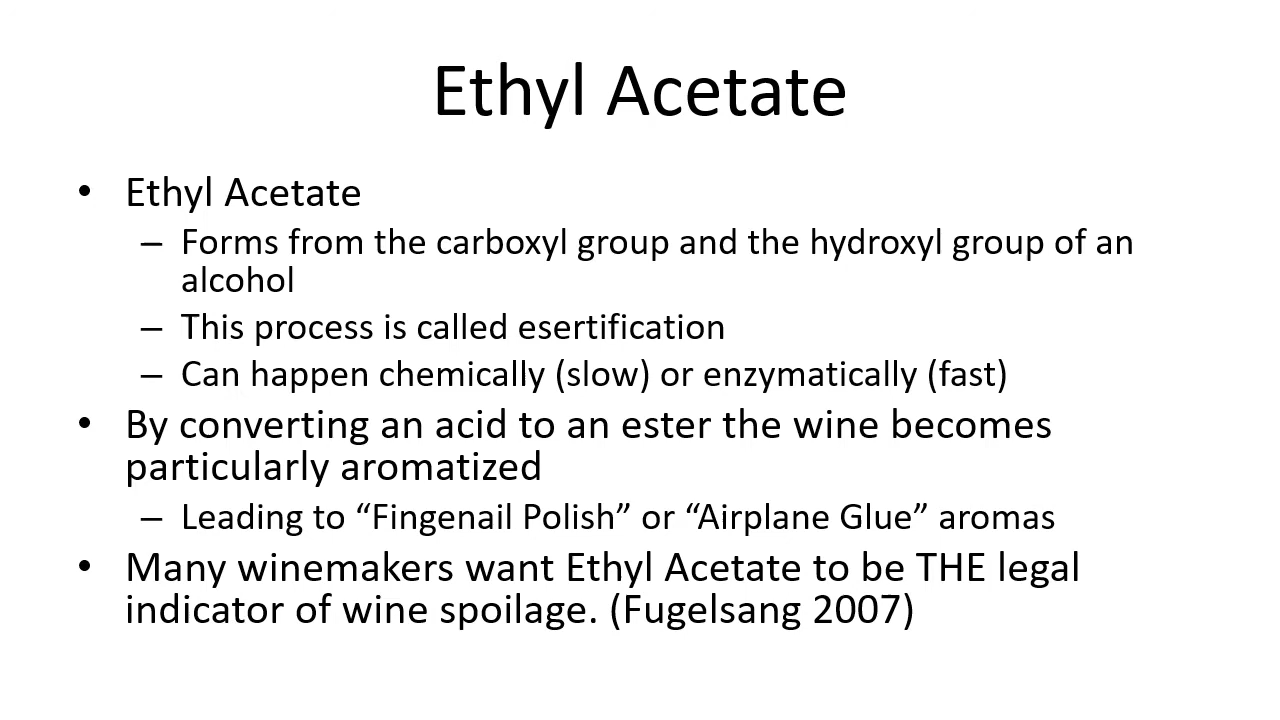 Ethyl Acetate
• Ethyl Acetate
– Forms from the carboxyl group and the hydroxyl group of an
alcohol
– This process is called esertification
– Can happen chemically (slow) or enzymatically (fast)
• By converting an acid to an ester the wine becomes
particularly aromatized
– Leading to “Fingenail Polish” or “Airplane Glue” aromas
• Many winemakers want Ethyl Acetate to be THE legal
indicator of wine spoilage. (Fugelsang 2007)